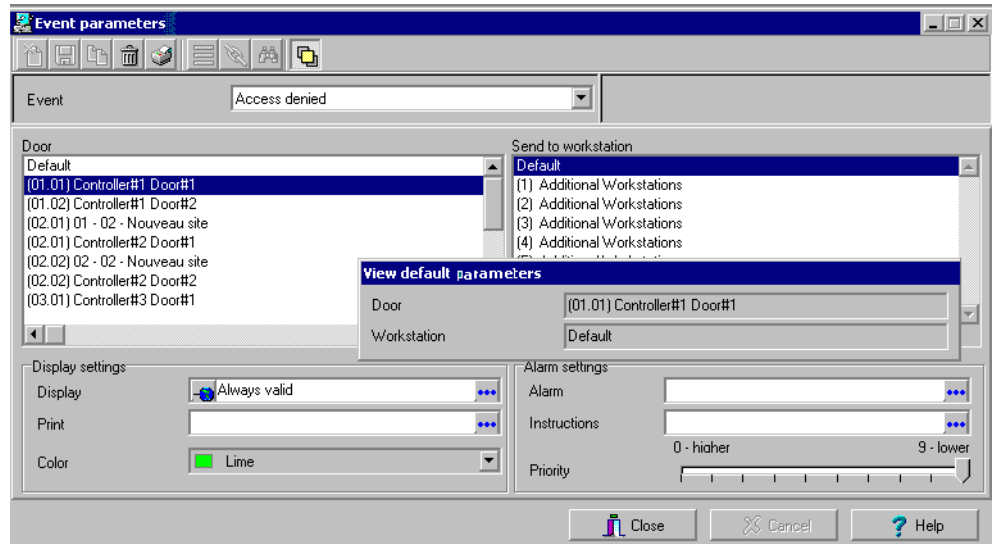 Event parameters
Event
Access denied
Door
Default
(01.01) Controller#1 Door#1
(01.02) Controller#1 Door#2
(02.01) 01 - 02 - Nouveau site
(02.01) Controller#2 Door#1
(02.02) 02 - 02 - Nouveau site
(02.02) Controller#2 Door#2
(03.01) Controller#3 Door#1
Send to workstation
Default
(1) Additional Workstations
(2) Additional Workstations
(3) Additional Workstations
(4) Additional Workstations
View default parameters
Door
(01.01) Controller#1 Door#1
Workstation
Default
Display settings
Display
Always valid
Print
Color
Lime
Alarm settings
Alarm
Instructions
0 - higher
9 - lower
Priority
Close
Cancel
Help